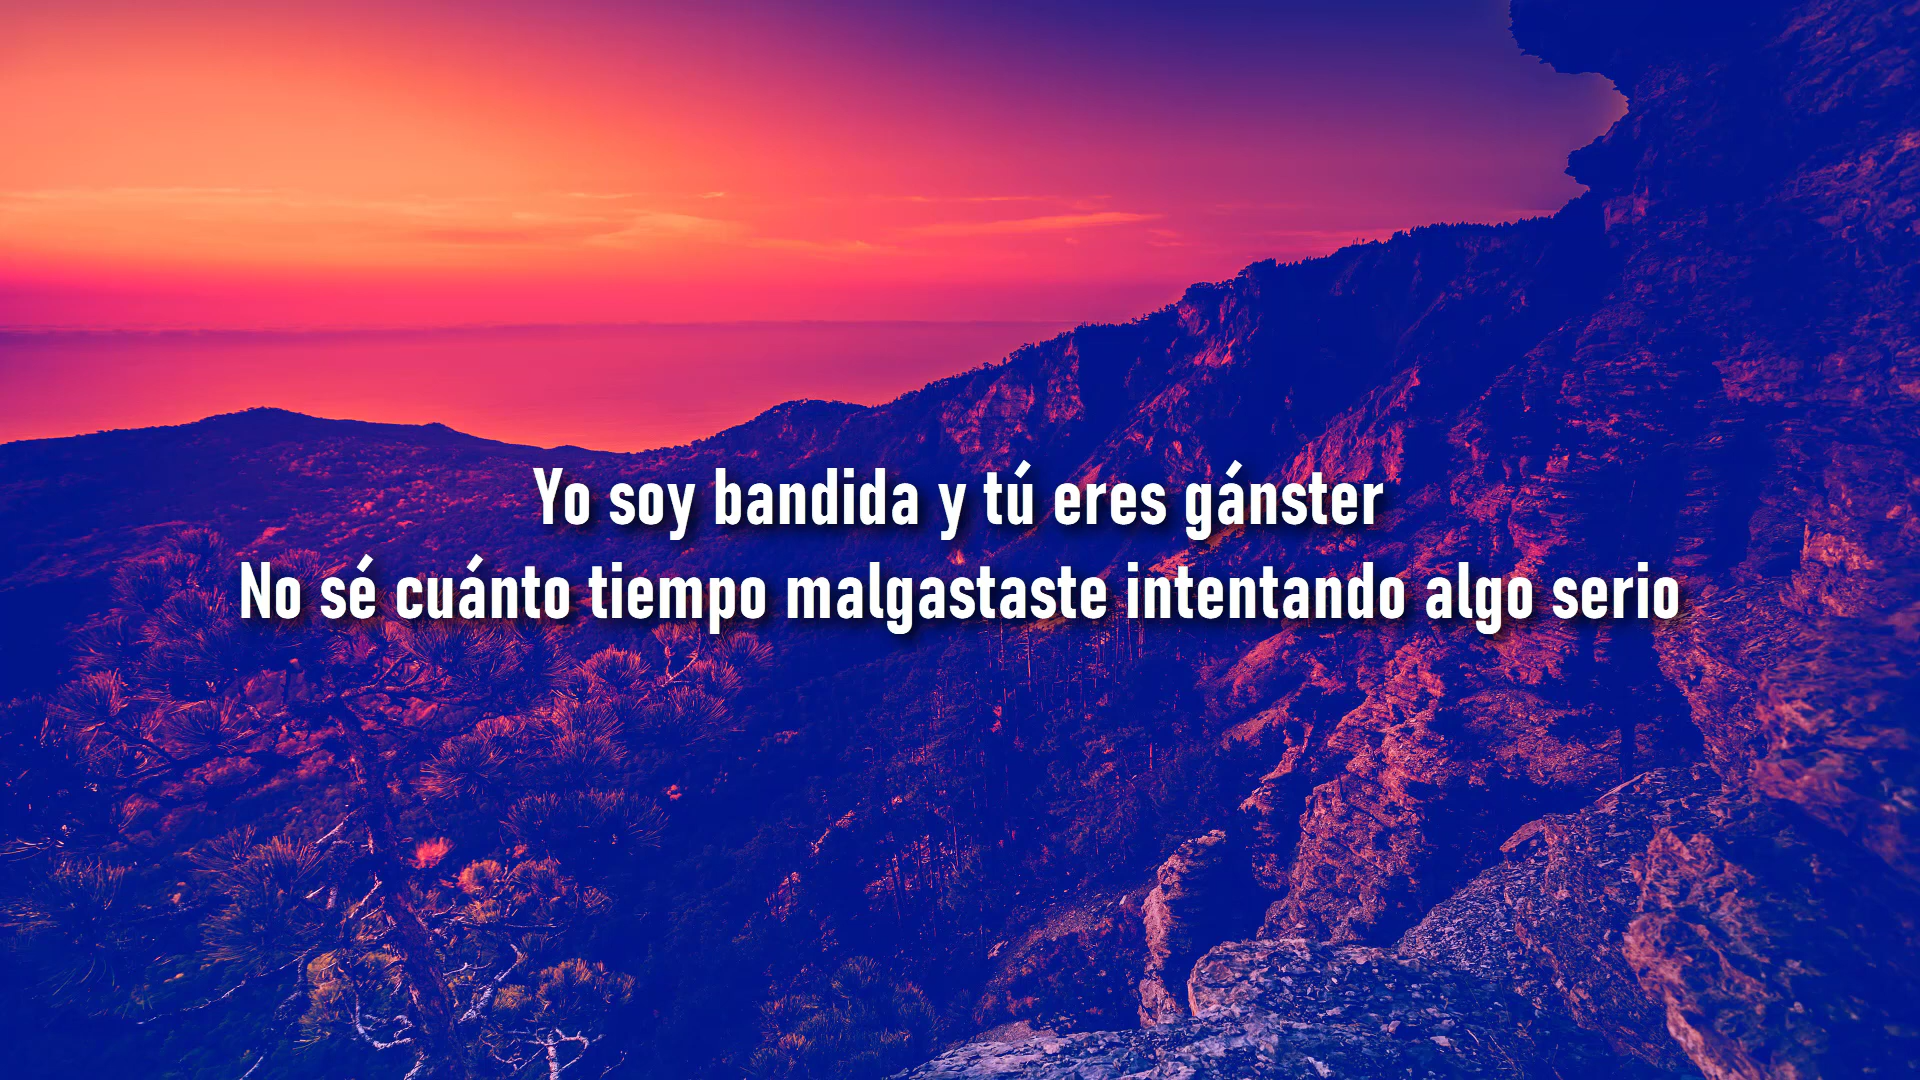 Yo soy bandida y tú eres gánster
No sé cuánto tiempo malgastaste intentando algo serio